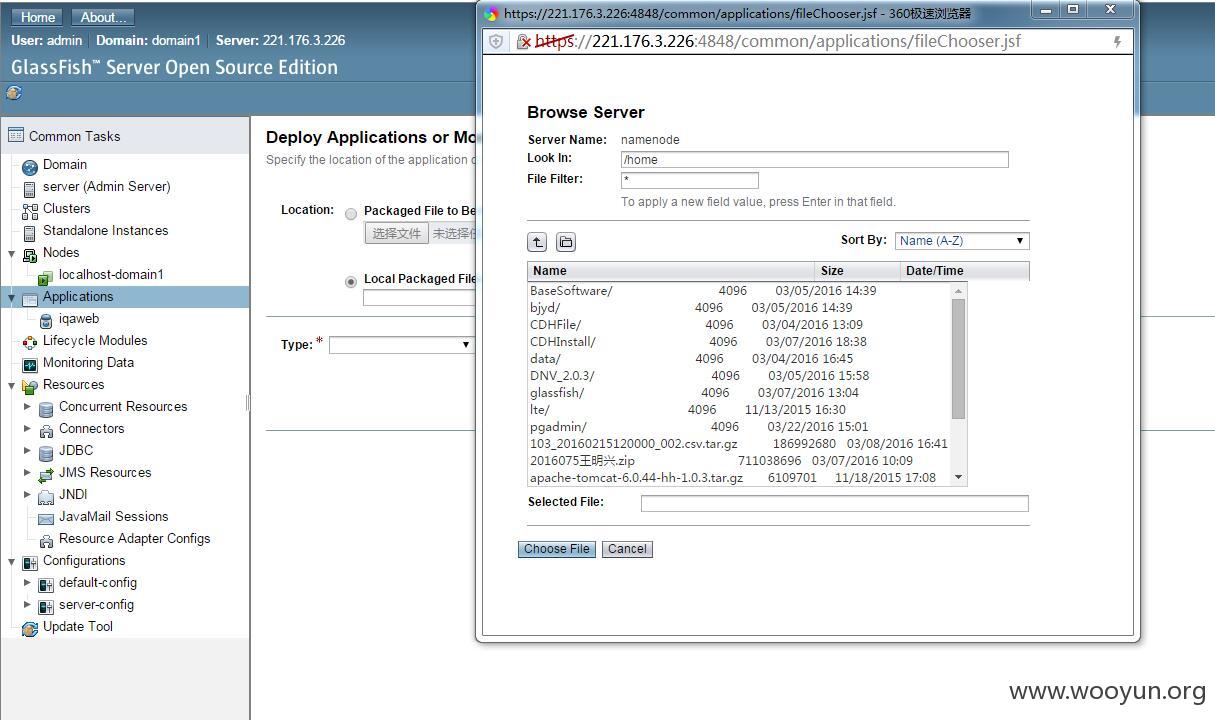 Home About...
User: admin Domain: domain1 Server: 221.176.3.226
GlassFish™ Server Open Source Edition
Common Tasks
Domain
server (Admin Server)
Clusters
Standalone Instances
Nodes
localhost-domain1
Applications
iqaweb
Lifecycle Modules
Monitoring Data
Resources
Concurrent Resources
Connectors
JDBC
JMS Resources
JNDI
JavaMail Sessions
Resource Adapter Configs
Configurations
default-config
server-config
Update Tool
Deploy Applications or Mo
Specify the location of the application
Location:
Packaged File to Be
选择文件 未选择
Local Packaged File
Type: *
https://221.176.3.226:4848/common/applications/fileChooser.jsf - 360极速浏览器
https://221.176.3.226:4848/common/applications/fileChooser.jsf
Browse Server
Server Name: namenode
Look In: /home
File Filter: *
To apply a new field value, press Enter in that field.
Sort By: Name (A-Z)
Name Size Date/Time
BaseSoftware/ 4096 03/05/2016 14:39
bjyd/ 4096 03/05/2016 14:39
CDHFile/ 4096 03/04/2016 13:09
CDHInstall/ 4096 03/07/2016 18:38
data/ 4096 03/04/2016 16:45
DNV_2.0.3/ 4096 03/05/2016 15:58
glassfish/ 4096 03/07/2016 13:04
lte/ 4096 11/13/2015 16:30
pgadmin/ 4096 03/22/2016 15:01
103_20160215120000_002.csv.tar.gz 186992680 03/08/2016 16:41
2016075王明兴.zip 711038696 03/07/2016 10:09
apache-tomcat-6.0.44-hh-1.0.3.tar.gz 6109701 11/18/2015 17:08
Selected File:
Choose File Cancel
www.wooyun.org